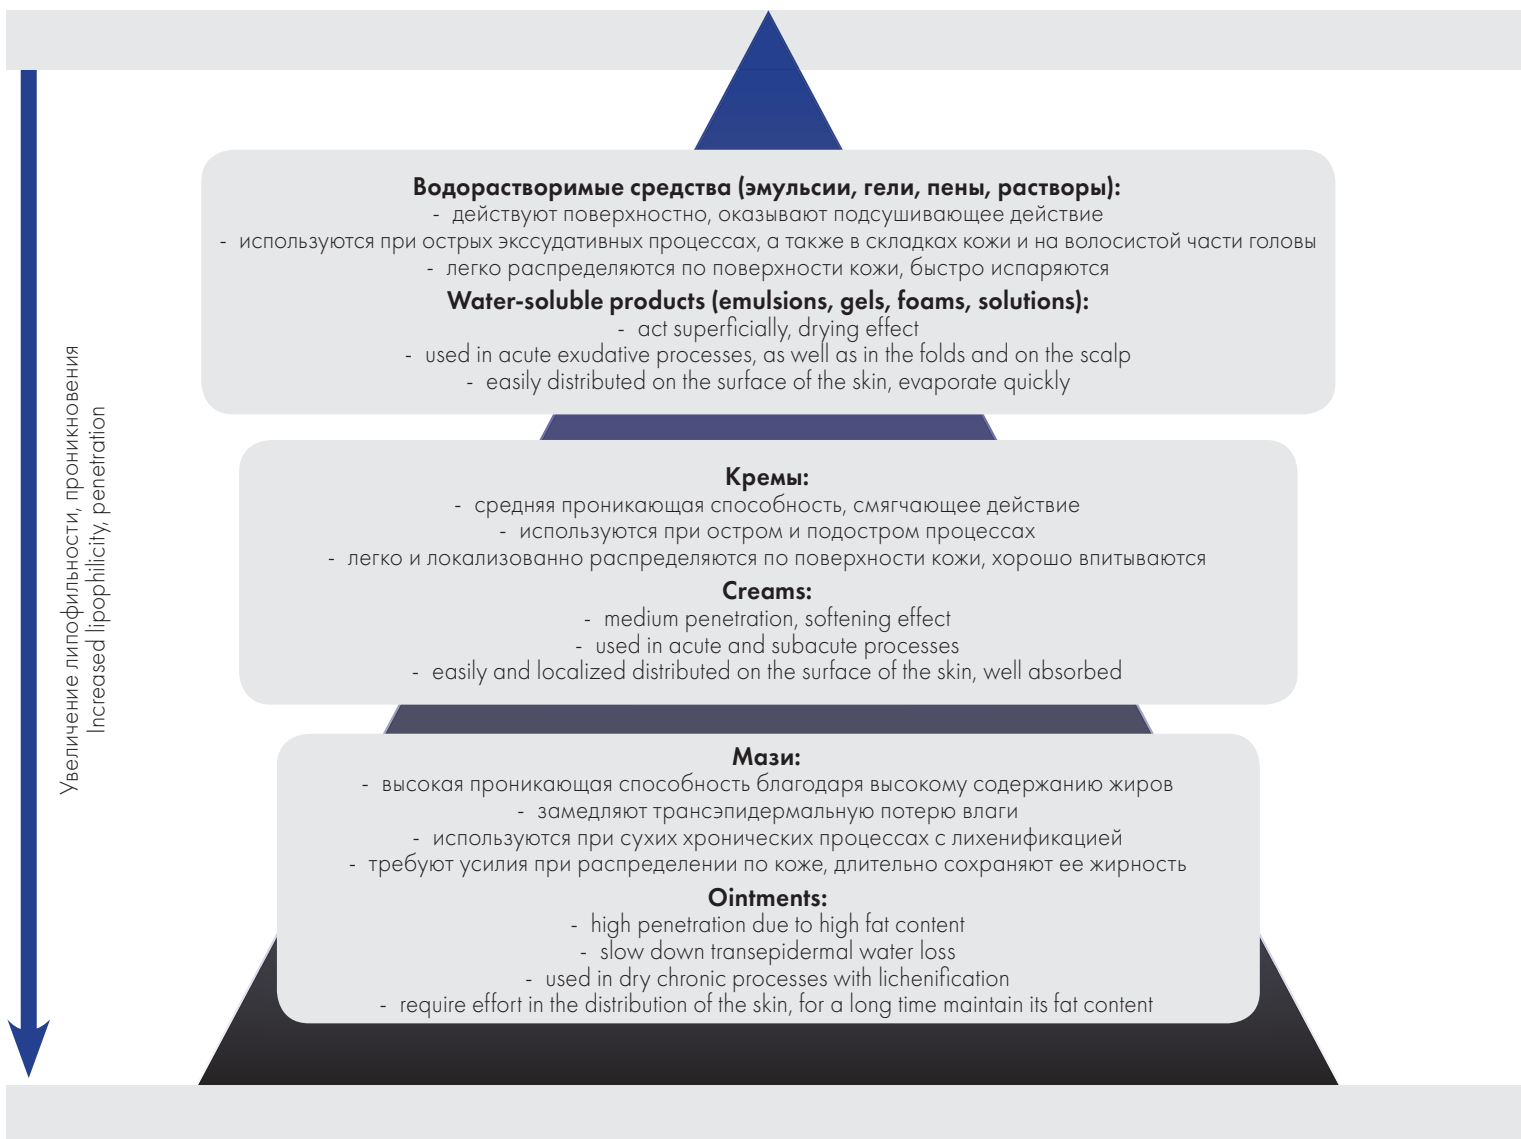 Водорастворимые средства (эмульсии, гели, пены, растворы):
- действуют поверхностно, оказывают подсушивающее действие
- используются при острых экссудативных процессах, а также в складках кожи и на волосистой части головы
- легко распределяются по поверхности кожи, быстро испаряются
Water-soluble products (emulsions, gels, foams, solutions):
- act superficially, drying effect
- used in acute exudative processes, as well as in the folds and on the scalp
- easily distributed on the surface of the skin, evaporate quickly
Увеличение липофильности, проникновения
Increased lipophilicity, penetration
Кремы:
- средняя проникающая способность, смягчающее действие
- используются при остром и подостром процессах
- легко и локализованно распределяются по поверхности кожи, хорошо впитываются
Creams:
- medium penetration, softening effect
- used in acute and subacute processes
- easily and localized distributed on the surface of the skin, well absorbed
Мази:
- высокая проникающая способность благодаря высокому содержанию жиров
- замедляют трансэпидермальную потерю влаги
- используются при сухих хронических процессах с лихенификацией
- требуют усилия при распределении по коже, длительно сохраняют ее жирность
Ointments:
- high penetration due to high fat content
- slow down transepidermal water loss
- used in dry chronic processes with lichenification
- require effort in the distribution of the skin, for a long time maintain its fat content